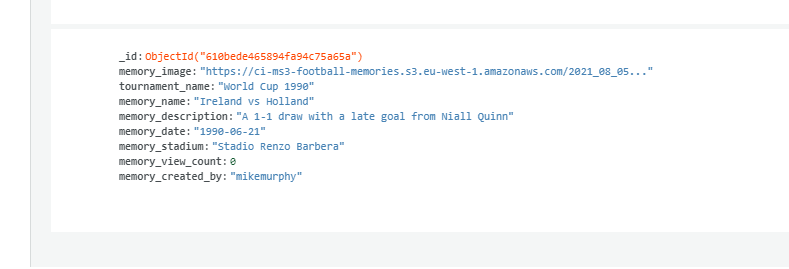 _id: ObjectId("610bede465894fa94c75a65a")
memory_image: "https://ci-ms3-football-memories.s3.eu-west-1.amazonaws.com/2021_08_05..."
tournament_name: "World Cup 1990"
memory_name: "Ireland vs Holland"
memory_description: "A 1-1 draw with a late goal from Niall Quinn"
memory_date: "1990-06-21"
memory_stadium: "Stadio Renzo Barbera"
memory_view_count: 0
memory_created_by: "mikemurphy"